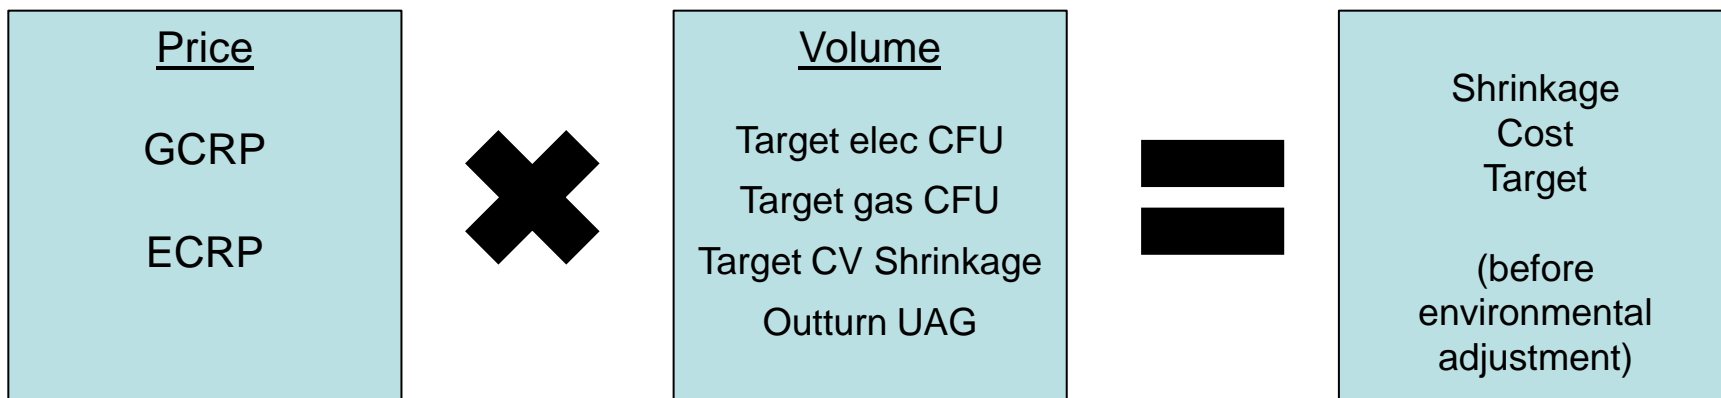 Price
GCRP
ECRP
Volume
Target elec CFU
Target gas CFU
Target CV Shrinkage
Outturn UAG
Shrinkage
Cost
Target
(before
environmental
adjustment)